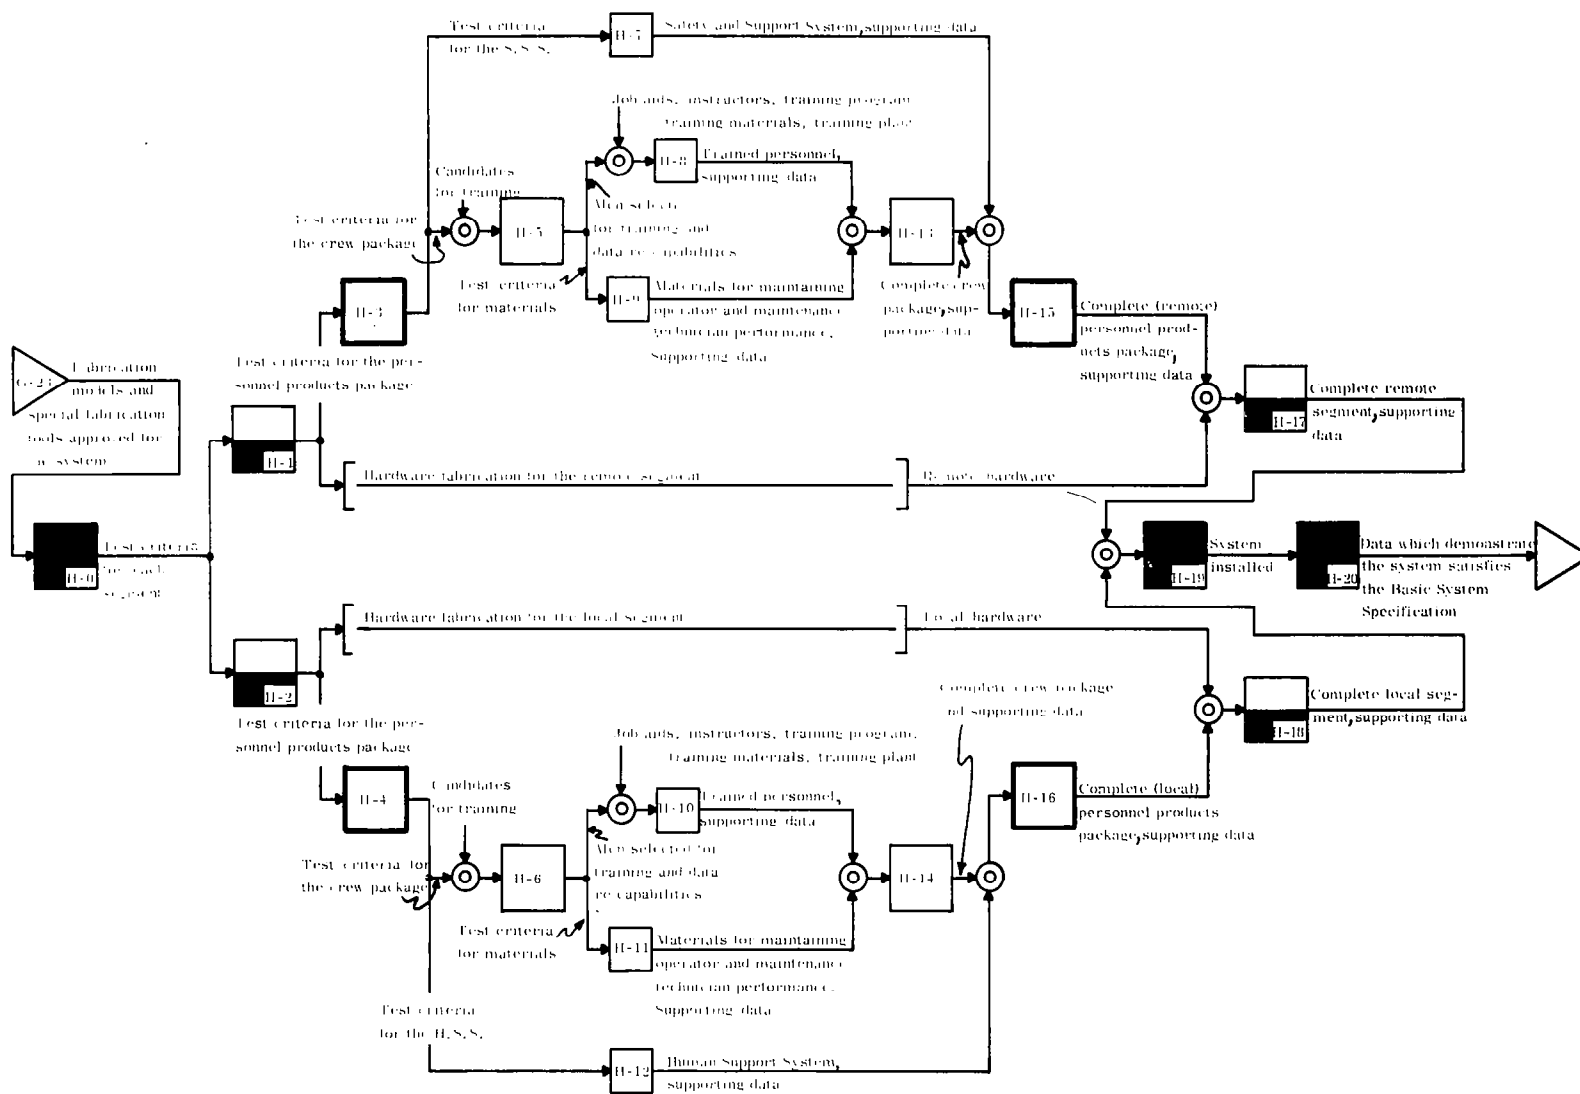 Test criteria
for the S.S.S.
H-7
Safety and Support System, supporting data
Job aids, instructors, training program
training materials, training plant
H-8
Trained personnel,
supporting data
Candidates
for training
Test criteria for
the crew package
H-5
Men selected
for training and
data re capabilities
H-13
Test criteria
for materials
H-9
Materials for maintaining
operator and maintenance
technician performance.
Supporting data
Complete crew
package, sup-
porting data
H-3
H-15
Complete (remote)
personnel prod-
ucts package,
supporting data
Test criteria for the per-
sonnel products package
G-24
Fabrication
models and
special fabrication
tools approved for
system
H-1
H-17
Complete remote
segment, supporting
data
Hardware fabrication for the remote segment
Remote hardware
H-0
Test criteria
for each
segment
H-19
System
installed
H-20
Data which demonstrate
the system satisfies
the Basic System
Specification
Hardware fabrication for the local segment
Local hardware
H-2
Test criteria for the per-
sonnel products package
Complete crew package
and supporting data
H-18
Complete local seg-
ment, supporting data
Job aids, instructors, training program,
training materials, training plant
H-4
Candidates
for training
H-10
Trained personnel,
supporting data
H-16
Complete (local)
personnel products
package, supporting data
Test criteria for
the crew package
H-6
Men selected for
training and data
re capabilities
H-14
Test criteria
for materials
H-11
Materials for maintaining
operator and maintenance
technician performance.
Supporting data
Test criteria
for the H.S.S.
H-12
Human Support System,
supporting data